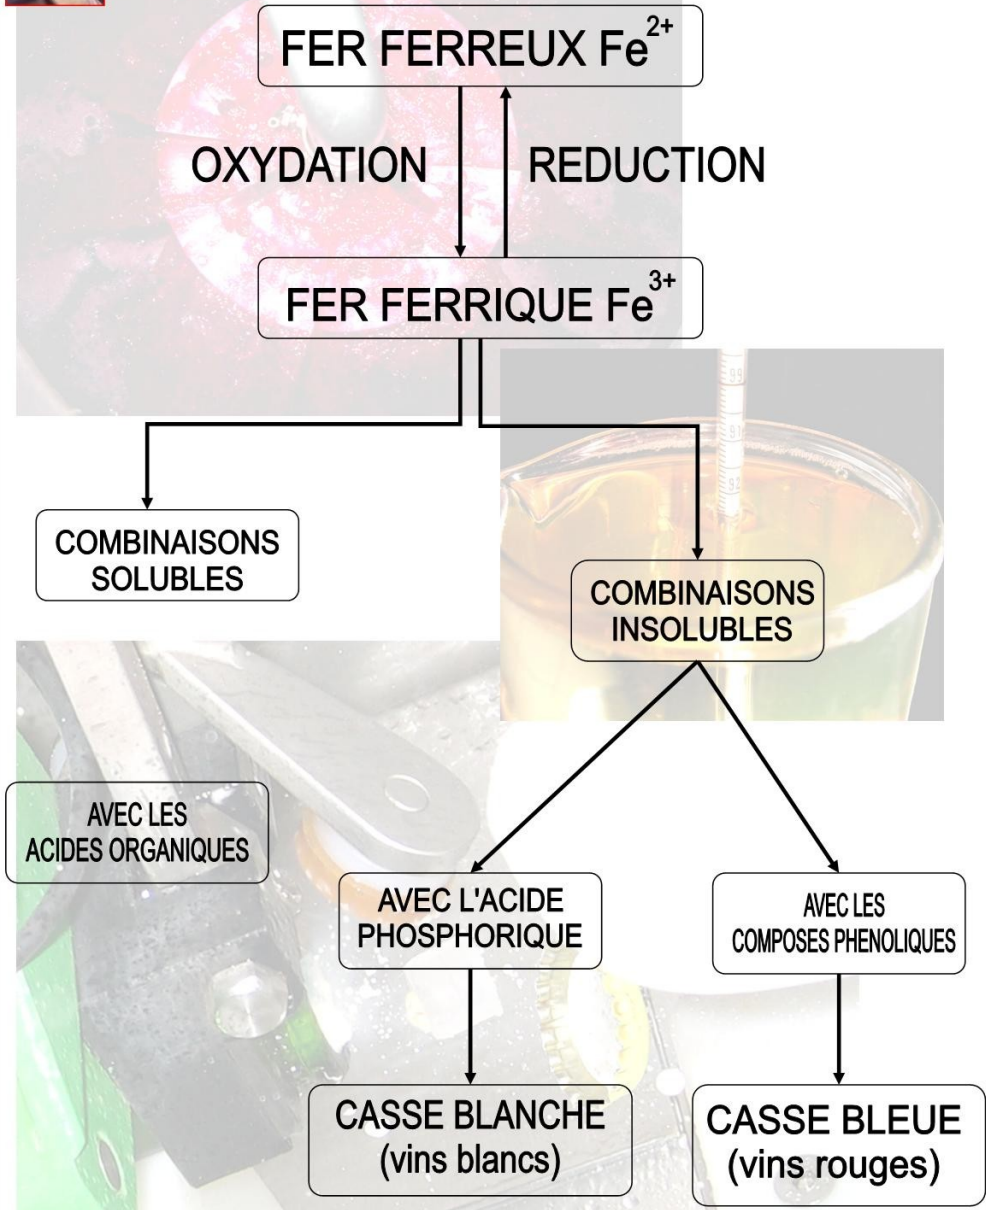 FER FERREUX Fe2+
OXYDATION
REDUCTION
FER FERRIQUE Fe3+
COMBINAISONS
SOLUBLES
COMBINAISONS
INSOLUBLES
AVEC LES
ACIDES ORGANIQUES
AVEC L'ACIDE
PHOSPHORIQUE
AVEC LES
COMPOSES PHENOLIQUES
CASSE BLANCHE
(vins blancs)
CASSE BLEUE
(vins rouges)